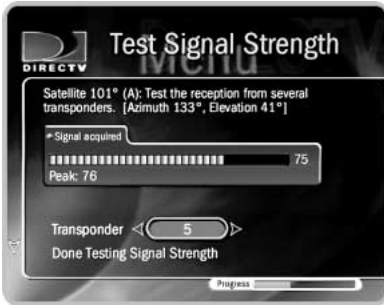 Test Signal Strength
Menu
DIRECTV
Satellite 101° (A): Test the reception from several
transponders. [Azimuth 133°, Elevation 41°]
Signal acquired
75
Peak: 76
Transponder 5
Done Testing Signal Strength
Progress